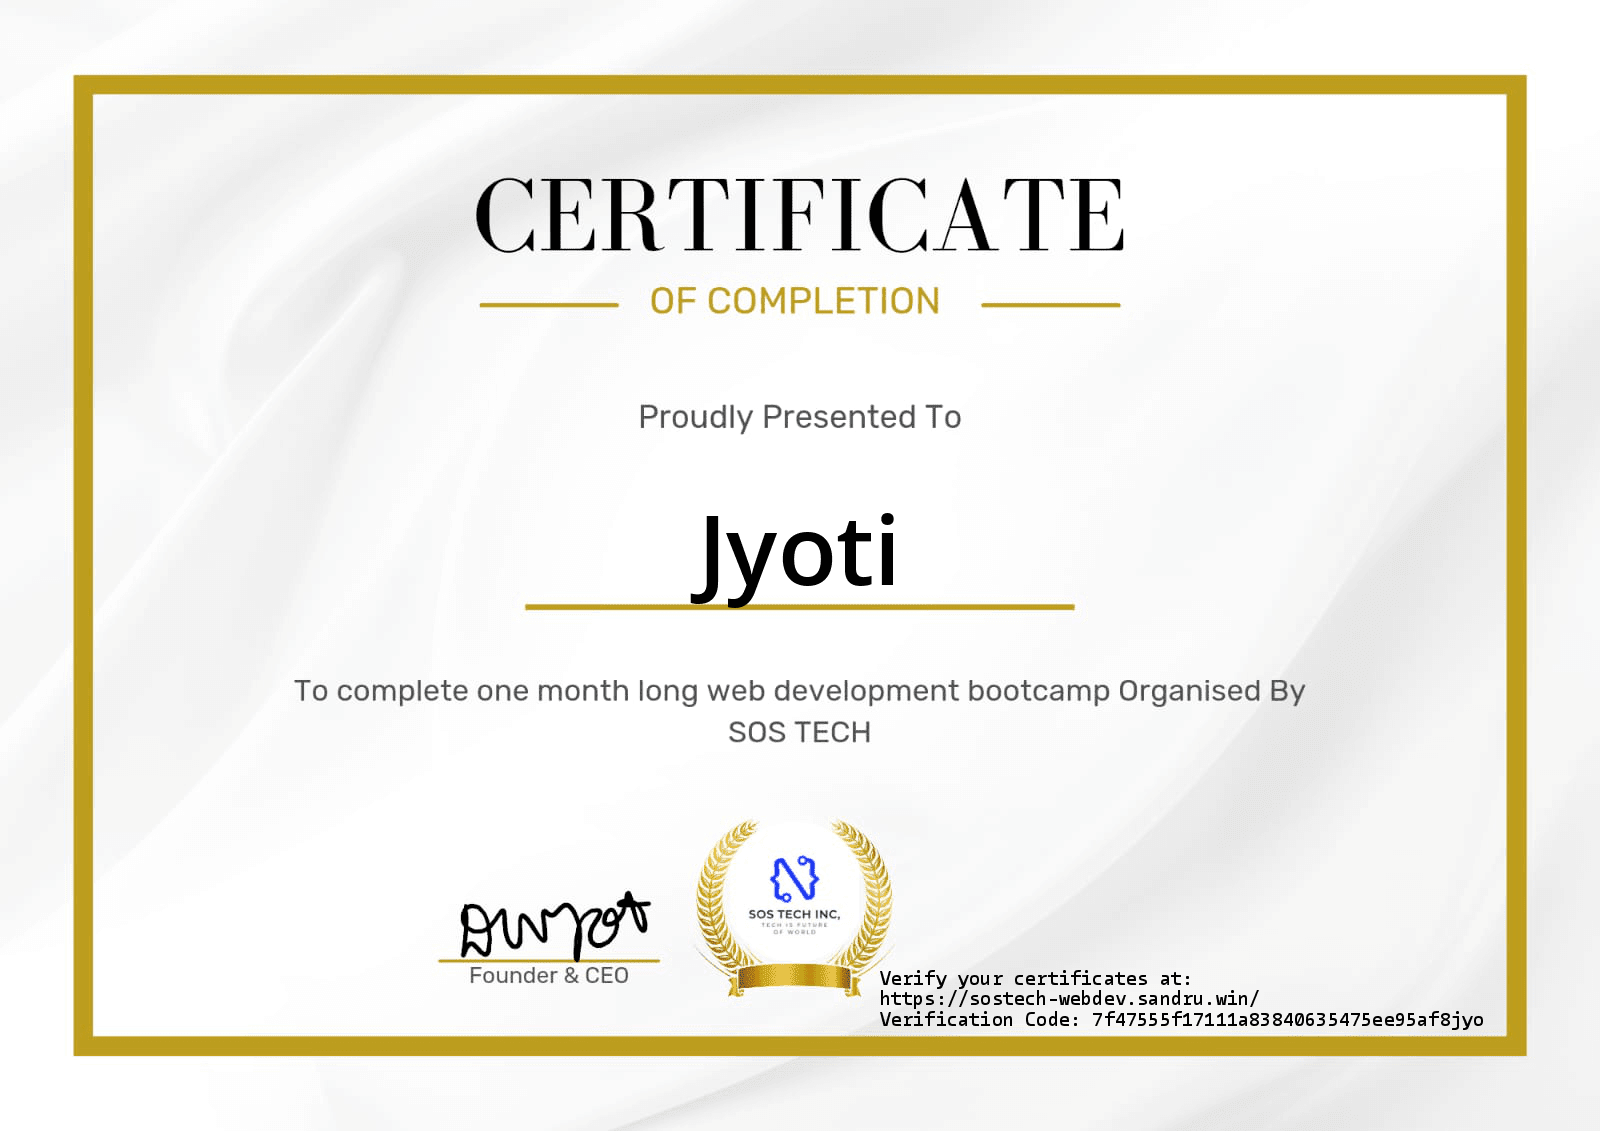 CERTIFICATE
OF COMPLETION
Proudly Presented To
Jyoti
To complete one month long web development bootcamp Organised By
SOS TECH
SOS TECH INC,
TECH IS FUTURE
OF WORLD
Founder & CEO
Verify your certificates at:
https://sostech-webdev.sandru.win/
Verification Code: 7f47555f17111a83840635475ee95af8jyo